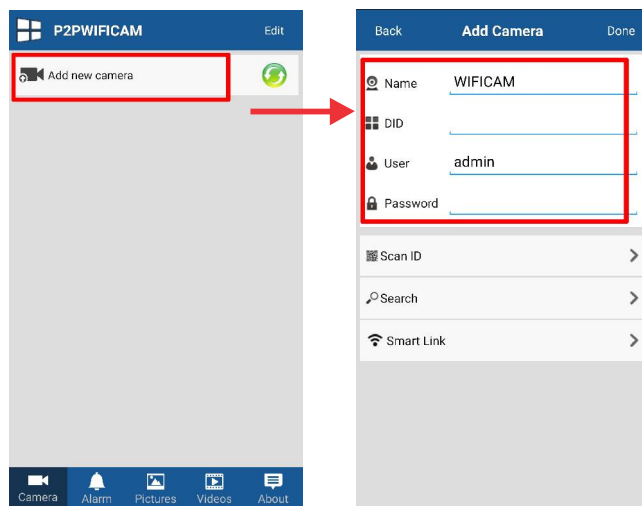 P2PWIFICAM Edit
Add new camera
Camera Alarm Pictures Videos About
Back Add Camera Done
Name WIFICAM
DID
User admin
Password
Scan ID
Search
Smart Link